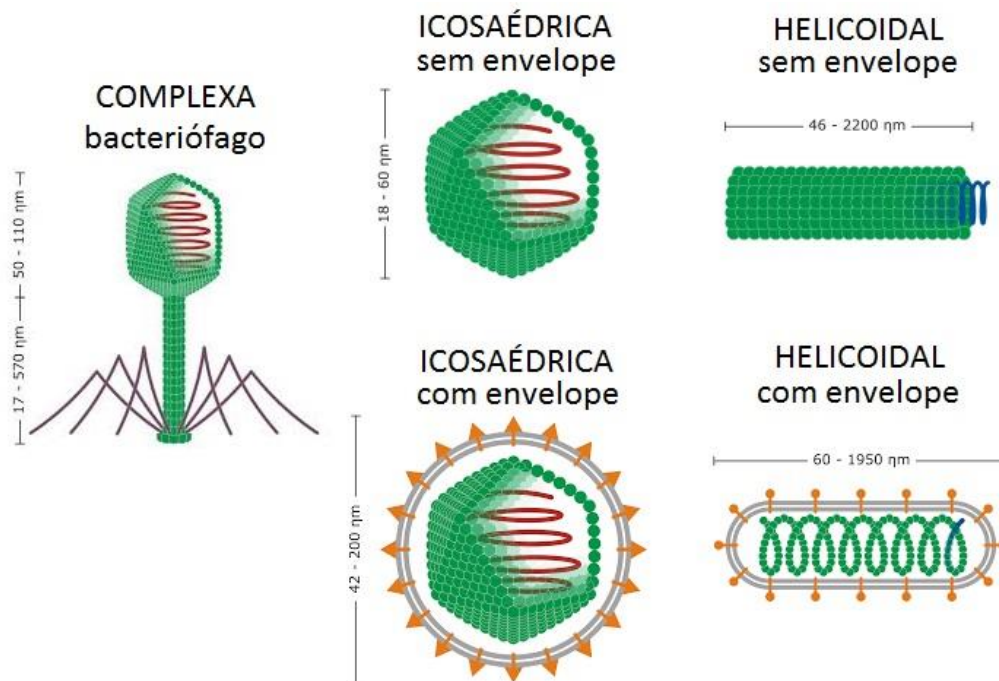 COMPLEXA
bacteriófago
50 - 110 ηm
17 - 570 ηm
ICOSAÉDRICA
sem envelope
18 - 60 ηm
HELICOIDAL
sem envelope
46 - 2200 ηm
ICOSAÉDRICA
com envelope
42 - 200 ηm
HELICOIDAL
com envelope
60 - 1950 ηm